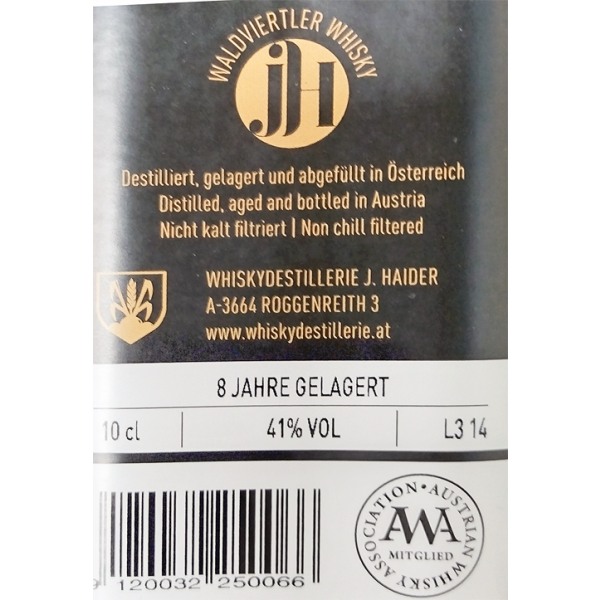 WALDVIERTLER WHISKY
jH
Destilliert, gelagert und abgefüllt in Österreich
Distilled, aged and bottled in Austria
Nicht kalt filtriert | Non chill filtered
WHISKYDESTILLERIE J. HAIDER
A-3664 ROGGENREITH 3
www.whiskydestillerie.at
8 JAHRE GELAGERT
10 cl 41% VOL L3 14
9 120032 250066
AUSTRIAN WHISKY ASSOCIATION
AWA
MITGLIED